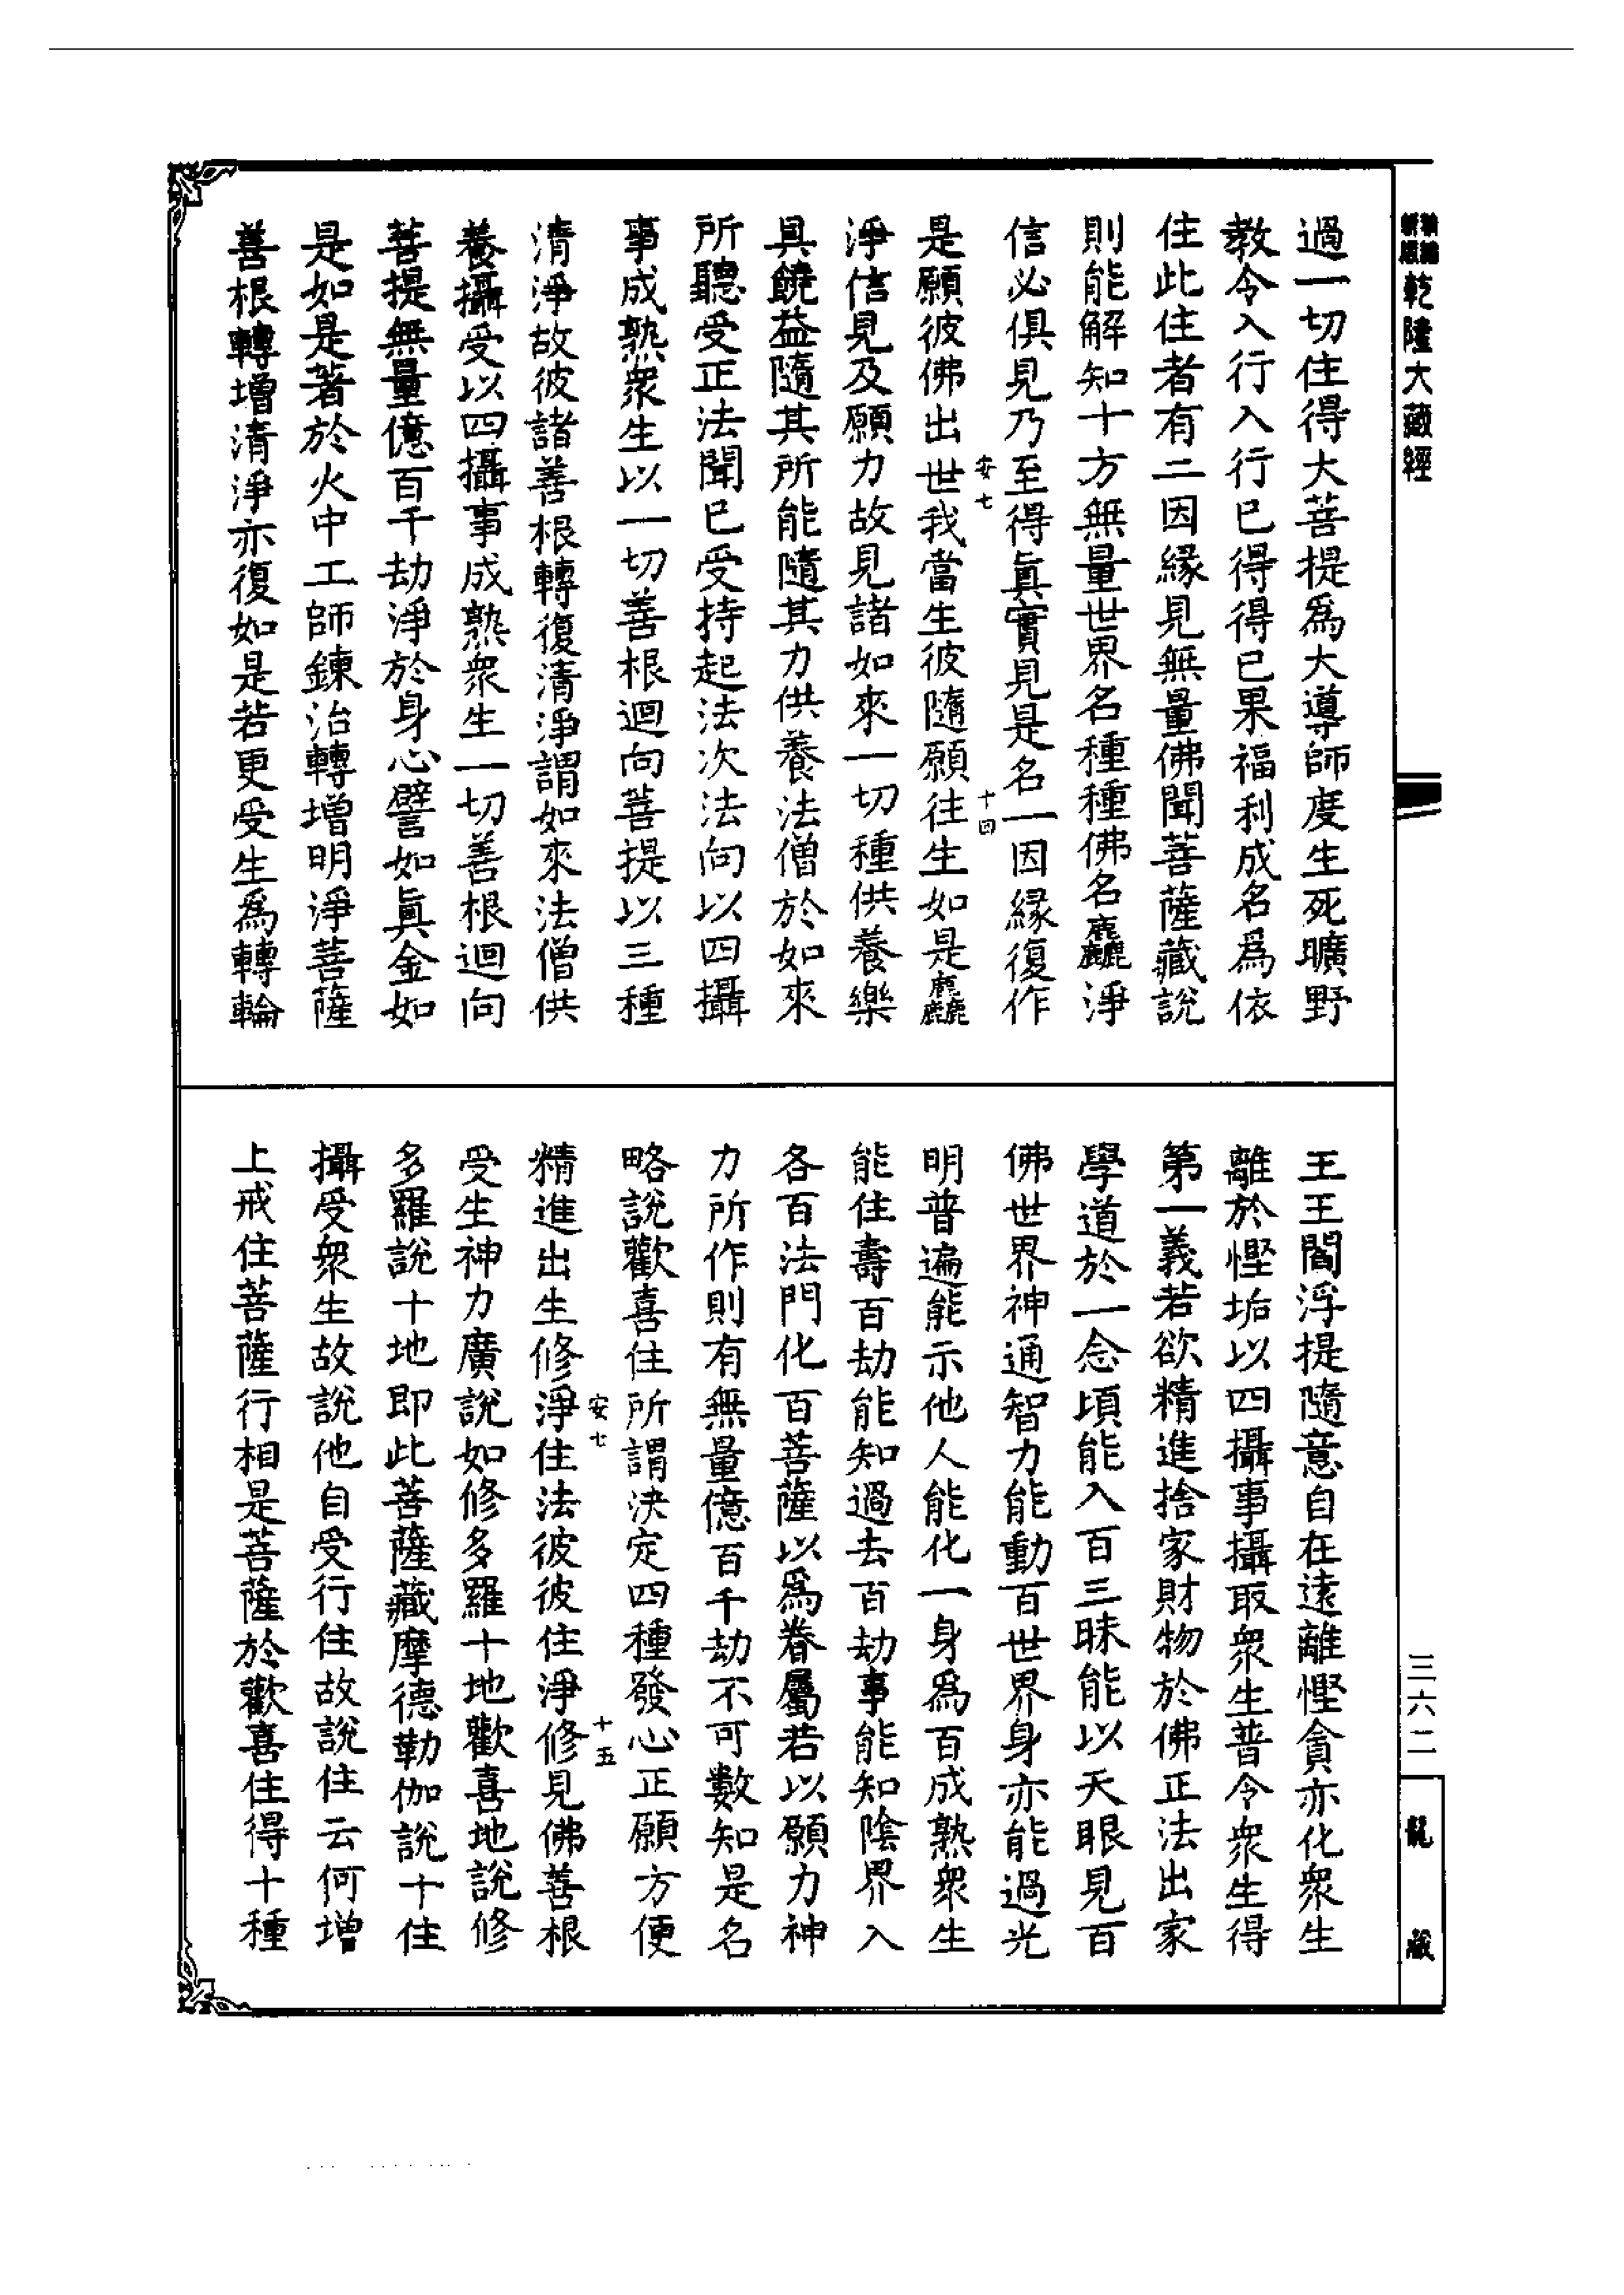 乾隆大藏經
過一切住得大菩提爲大導師度生死曠野
教令入行入行已得得已果福利成名爲依
住此住者有二因緣見無量佛聞菩薩藏說
則能解知十方無量世界名種種佛名麤淨
信必俱見乃至得眞實見是名一因緣復作
安七
十四
是願彼佛出世我當生彼隨願往生如是麤
淨信見及願力故見諸如來一切種供養樂
具饒益隨其所能隨其力供養法僧於如來
所聽受正法聞已受持起法次法向以四攝
事成熟衆生以一切善根迴向菩提以三種
清淨故彼諸善根轉復清淨謂如來法僧供
養攝受以四攝事成熟衆生一切善根迴向
菩提無量億百千劫淨於身心譬如眞金如
是如是著於火中工師鍊治轉增明淨菩薩
善根轉增清淨亦復如是若更受生爲轉輪
王王閻浮提隨意自在遠離慳貪亦化衆生
離於慳垢以四攝事攝取衆生普令衆生得
第一義若欲精進捨家財物於佛正法出家
學道於一念頃能入百三昧能以天眼見百
佛世界神通智力能動百世界身亦能過光
明普遍能示他人能化一身爲百成熟衆生
能住壽百劫能知過去百劫事能知陰界入
各百法門化百菩薩以爲眷屬若以願力神
力所作則有無量億百千劫不可數知是名
略說歡喜住所謂決定四種發心正願方便
安七
十五
精進出生修淨住法彼彼住淨修見佛善根
受生神力廣說如修多羅十地歡喜地說修
多羅說十地即此菩薩藏摩德勒伽說十住
攝受衆生故說他自受行住故說住云何增
上戒住菩薩行相是菩薩於歡喜住得十種
三六二
龍藏